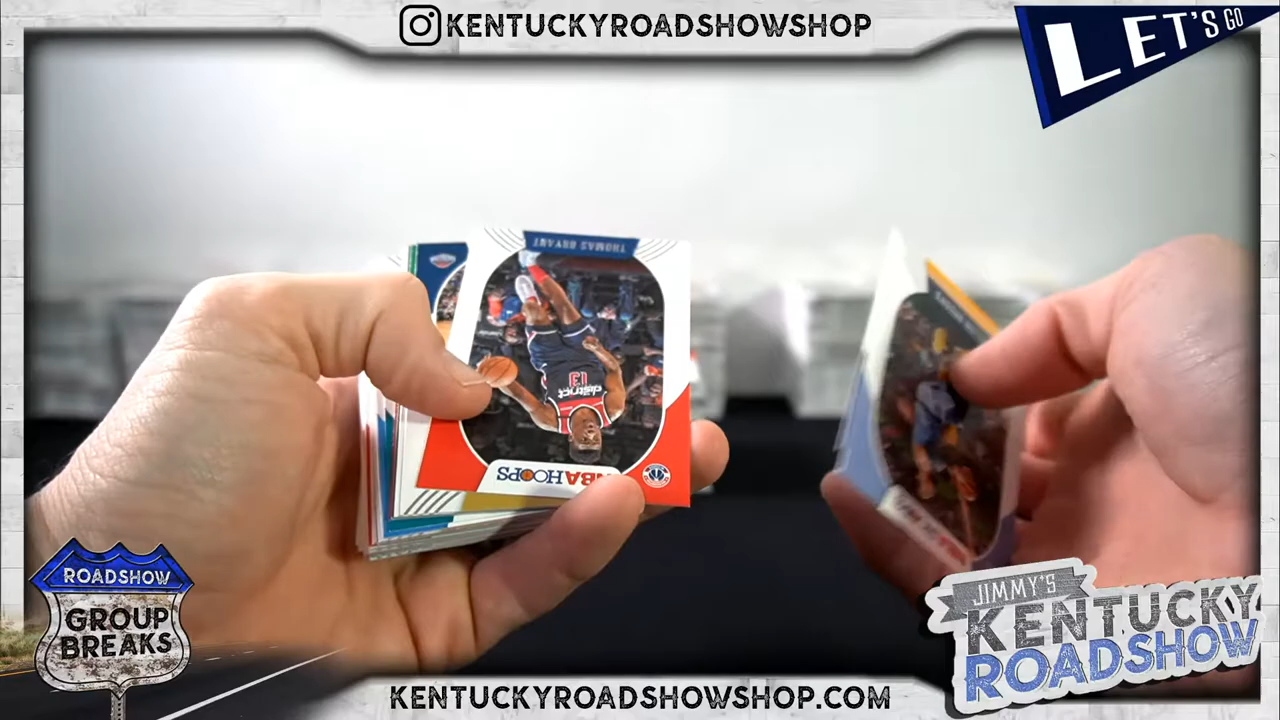 KENTUCKYROADSHOWSHOP
LET'S GO
THOMAS BRYANT
district
13
NBA HOOPS
ROADSHOW
GROUP
BREAKS
JIMMY'S
KENTUCKY
ROADSHOW
KENTUCKYROADSHOWSHOP.COM